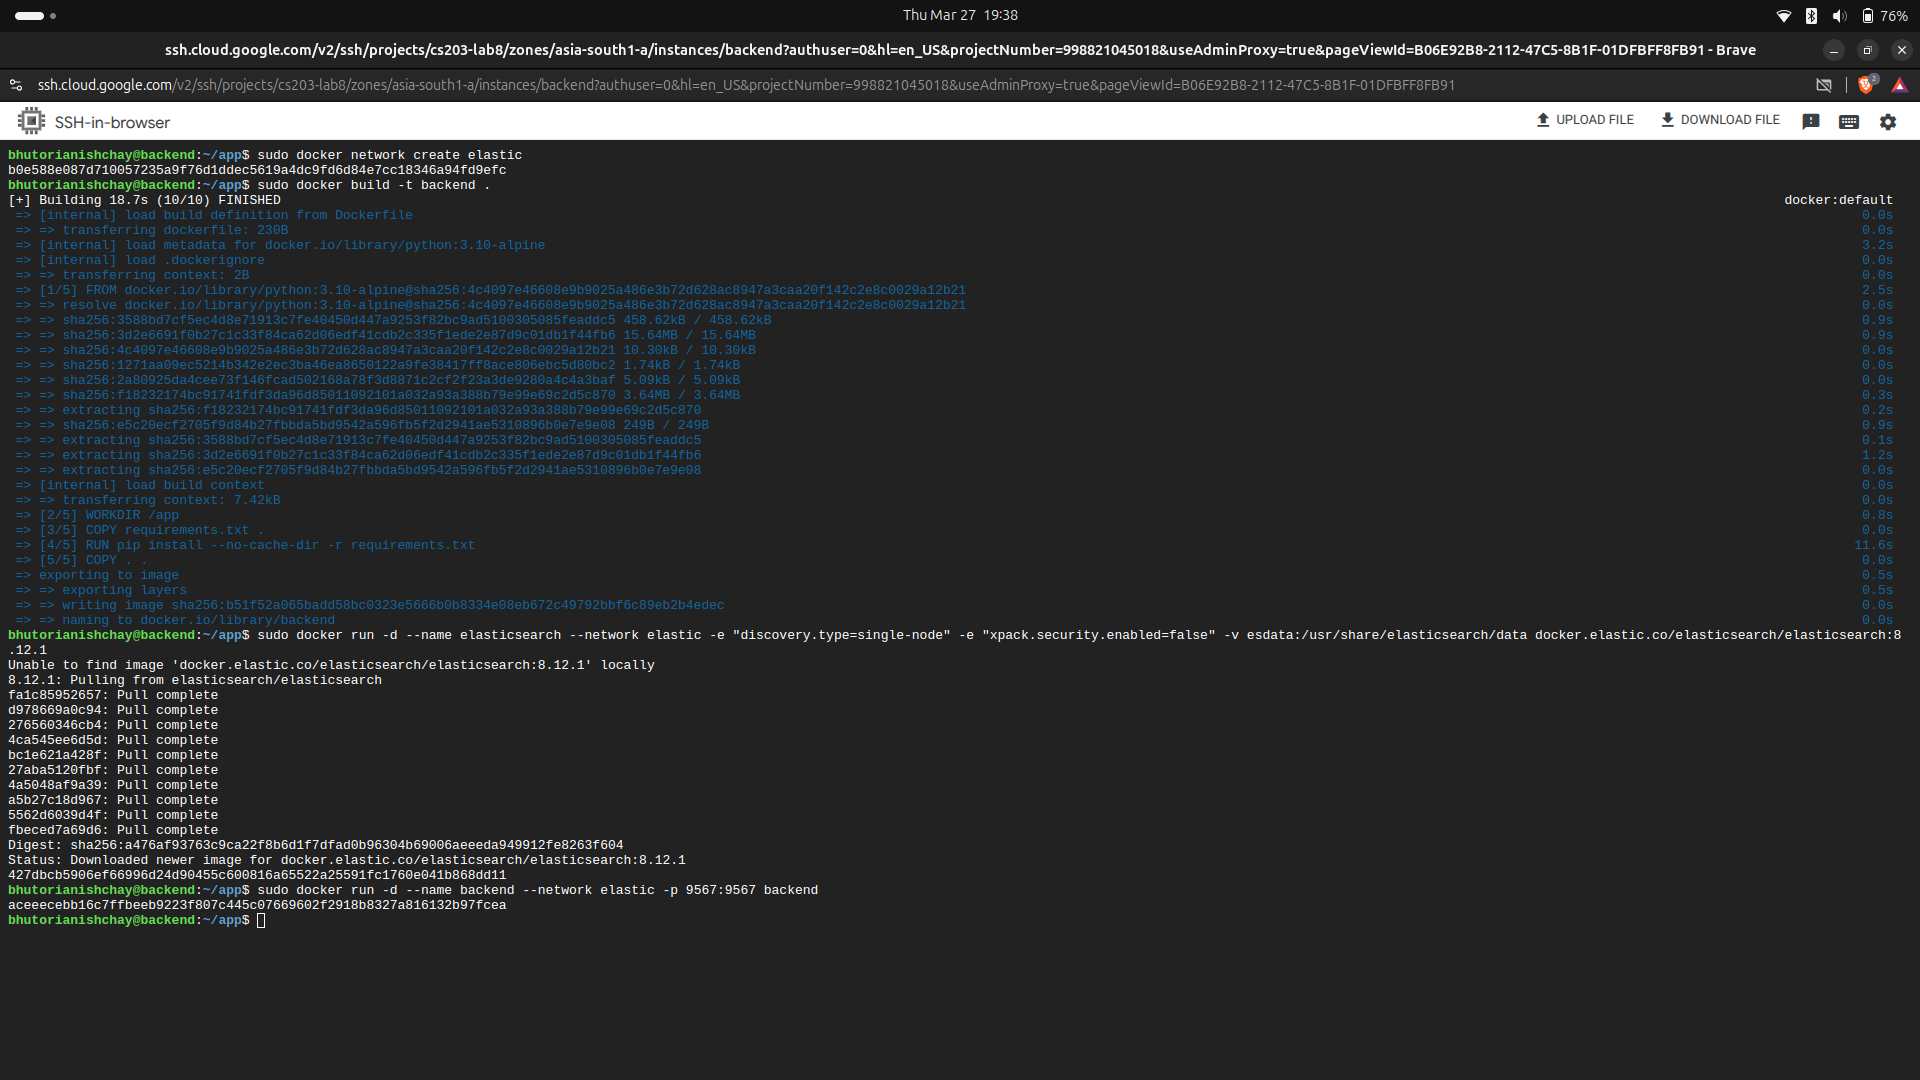 Thu Mar 27 19:38
76%
ssh.cloud.google.com/v2/ssh/projects/cs203-lab8/zones/asia-south1-a/instances/backend?authuser=0&hl=en_US&projectNumber=998821045018&useAdminProxy=true&pageViewId=B06E92B8-2112-47C5-8B1F-01DFBFF8FB91 - Brave
ssh.cloud.google.com/v2/ssh/projects/cs203-lab8/zones/asia-south1-a/instances/backend?authuser=0&hl=en_US&projectNumber=998821045018&useAdminProxy=true&pageViewId=B06E92B8-2112-47C5-8B1F-01DFBFF8FB91
2
SSH-in-browser
UPLOAD FILE
DOWNLOAD FILE
bhutorianishchay@backend:~/app$ sudo docker network create elastic
b0e588e087d710057235a9f76d1ddec5619a4dc9fd6d84e7cc18346a94fd9efc
bhutorianishchay@backend:~/app$ sudo docker build -t backend .
[+] Building 18.7s (10/10) FINISHED docker:default
=> [internal] load build definition from Dockerfile 0.0s
=> => transferring dockerfile: 230B 0.0s
=> [internal] load metadata for docker.io/library/python:3.10-alpine 3.2s
=> [internal] load .dockerignore 0.0s
=> => transferring context: 2B 0.0s
=> [1/5] FROM docker.io/library/python:3.10-alpine@sha256:4c4097e46608e9b9025a486e3b72d628ac8947a3caa20f142c2e8c0029a12b21 2.5s
=> => resolve docker.io/library/python:3.10-alpine@sha256:4c4097e46608e9b9025a486e3b72d628ac8947a3caa20f142c2e8c0029a12b21 0.0s
=> => sha256:3588bd7cf5ec4d8e71913c7fe40450d447a9253f82bc9ad5100305085feaddc5 458.62kB / 458.62kB 0.9s
=> => sha256:3d2e6691f0b27c1c33f84ca62d06edf41cdb2c335f1ede2e87d9c01db1f44fb6 15.64MB / 15.64MB 0.9s
=> => sha256:4c4097e46608e9b9025a486e3b72d628ac8947a3caa20f142c2e8c0029a12b21 10.30kB / 10.30kB 0.0s
=> => sha256:1271aa09ec5214b342e2ec3ba46ea8650122a9fe38417ff8ace806ebc5d80bc2 1.74kB / 1.74kB 0.0s
=> => sha256:2a80925da4cee73f146fcad502168a78f3d8871c2cf2f23a3de9280a4c4a3baf 5.09kB / 5.09kB 0.0s
=> => sha256:f18232174bc91741fdf3da96d85011092101a032a93a388b79e99e69c2d5c870 3.64MB / 3.64MB 0.3s
=> => extracting sha256:f18232174bc91741fdf3da96d85011092101a032a93a388b79e99e69c2d5c870 0.2s
=> => sha256:e5c20ecf2705f9d84b27fbbda5bd9542a596fb5f2d2941ae5310896b0e7e9e08 249B / 249B 0.9s
=> => extracting sha256:3588bd7cf5ec4d8e71913c7fe40450d447a9253f82bc9ad5100305085feaddc5 0.1s
=> => extracting sha256:3d2e6691f0b27c1c33f84ca62d06edf41cdb2c335f1ede2e87d9c01db1f44fb6 1.2s
=> => extracting sha256:e5c20ecf2705f9d84b27fbbda5bd9542a596fb5f2d2941ae5310896b0e7e9e08 0.0s
=> [internal] load build context 0.0s
=> => transferring context: 7.42kB 0.0s
=> [2/5] WORKDIR /app 0.8s
=> [3/5] COPY requirements.txt . 0.0s
=> [4/5] RUN pip install --no-cache-dir -r requirements.txt 11.6s
=> [5/5] COPY . . 0.0s
=> exporting to image 0.5s
=> => exporting layers 0.5s
=> => writing image sha256:b51f52a065badd58bc0323e5666b0b8334e08eb672c49792bbf6c89eb2b4edec 0.0s
=> => naming to docker.io/library/backend 0.0s
bhutorianishchay@backend:~/app$ sudo docker run -d --name elasticsearch --network elastic -e "discovery.type=single-node" -e "xpack.security.enabled=false" -v esdata:/usr/share/elasticsearch/data docker.elastic.co/elasticsearch/elasticsearch:8
.12.1
Unable to find image 'docker.elastic.co/elasticsearch/elasticsearch:8.12.1' locally
8.12.1: Pulling from elasticsearch/elasticsearch
fa1c85952657: Pull complete
d978669a0c94: Pull complete
276560346cb4: Pull complete
4ca545ee6d5d: Pull complete
bc1e621a428f: Pull complete
27aba5120fbf: Pull complete
4a5048af9a39: Pull complete
a5b27c18d967: Pull complete
5562d6039d4f: Pull complete
fbeced7a69d6: Pull complete
Digest: sha256:a476af93763c9ca22f8b6d1f7dfad0b96304b69006aeeeda949912fe8263f604
Status: Downloaded newer image for docker.elastic.co/elasticsearch/elasticsearch:8.12.1
427dbcb5906ef66996d24d90455c600816a65522a25591fc1760e041b868dd11
bhutorianishchay@backend:~/app$ sudo docker run -d --name backend --network elastic -p 9567:9567 backend
aceeecebb16c7ffbeeb9223f807c445c07669602f2918b8327a816132b97fcea
bhutorianishchay@backend:~/app$